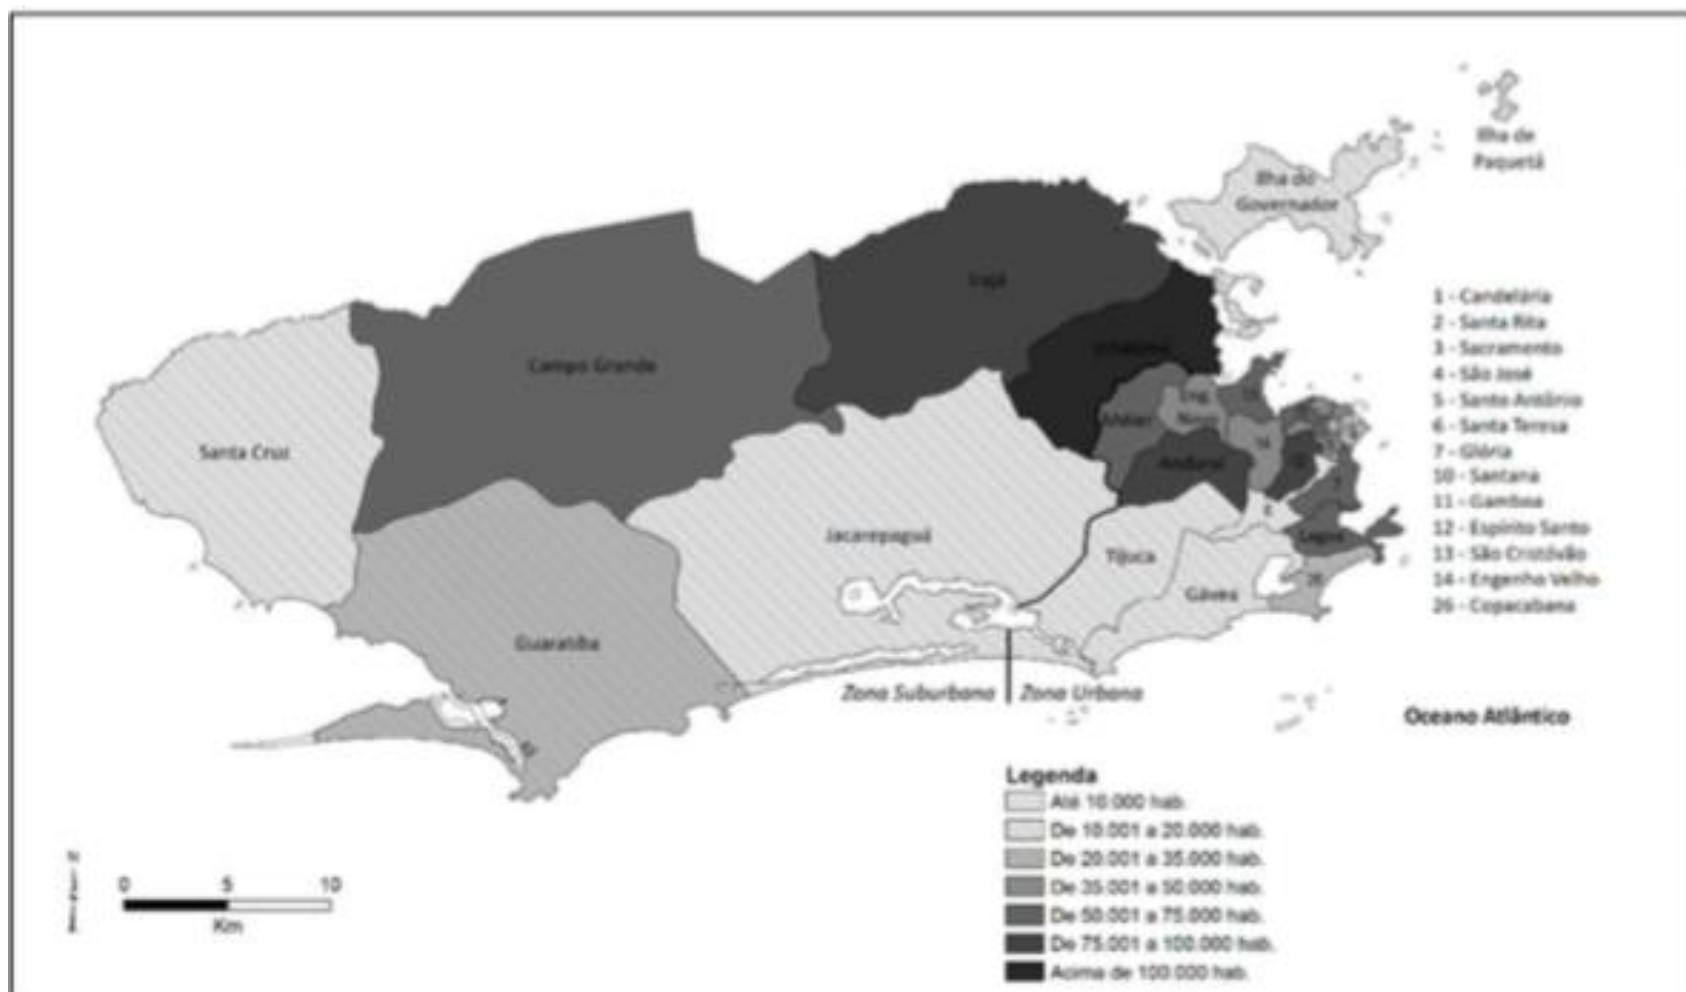 Ilha de
Paquetá
Ilha do
Governador
Irajá
Campo Grande
Santa Cruz
Eng.
Novo
Andaraí
14
Jacarepaguá
Tijuca
Gávea
Lagoa
26
Guaratiba
Zona Suburbana
Zona Urbana
1 - Candelária
2 - Santa Rita
3 - Sacramento
4 - São José
5 - Santo Antônio
6 - Santa Teresa
7 - Glória
10 - Santana
11 - Gamboa
12 - Espírito Santo
13 - São Cristóvão
14 - Engenho Velho
26 - Copacabana
Oceano Atlântico
Legenda
Até 10.000 hab.
De 10.001 a 20.000 hab.
De 20.001 a 35.000 hab.
De 35.001 a 50.000 hab.
De 50.001 a 75.000 hab.
De 75.001 a 100.000 hab.
Acima de 100.000 hab.
0 5 10
Km